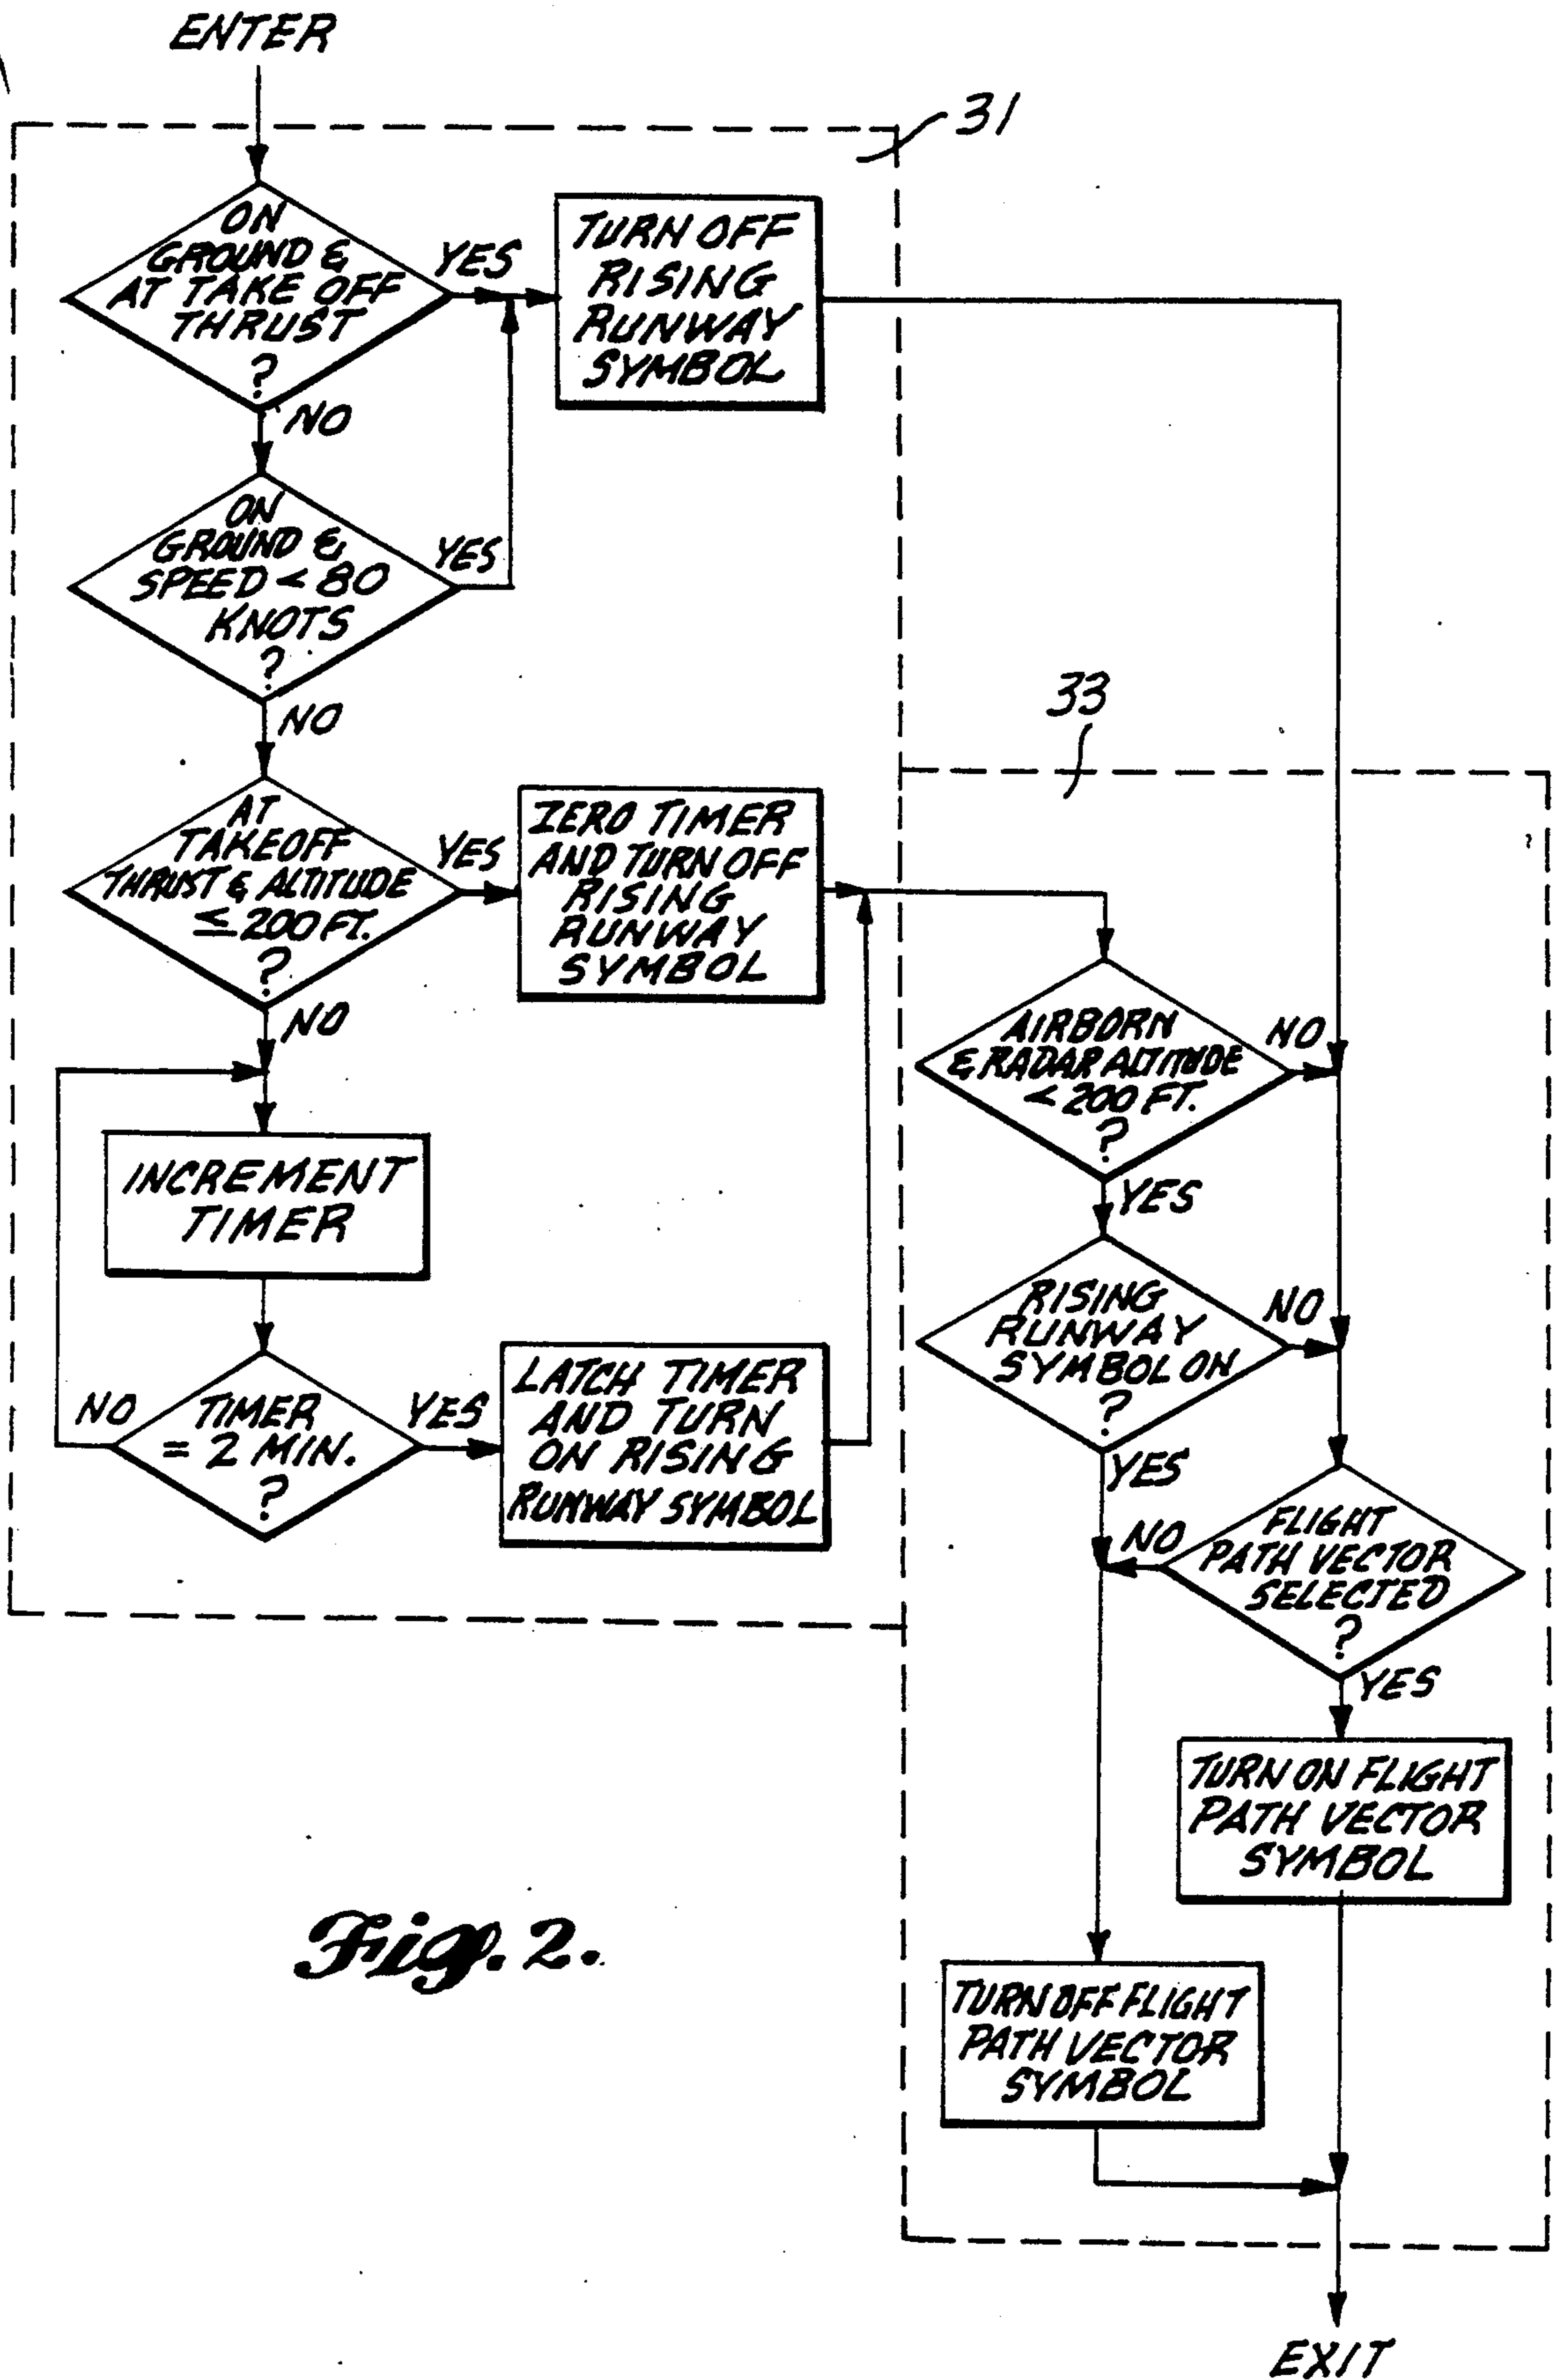 ENTER
31
ON
GROUND &
AT TAKE OFF
THRUST
?
YES
NO
TURN OFF
RISING
RUNWAY
SYMBOL
ON
GROUND &
SPEED < 80
KNOTS
?
YES
NO
33
AT
TAKEOFF
THRUST & ALTITUDE
≤ 200 FT.
?
YES
NO
ZERO TIMER
AND TURN OFF
RISING
RUNWAY
SYMBOL
AIRBORN
& RADAR ALTITUDE
< 200 FT.
?
NO
YES
INCREMENT
TIMER
RISING
RUNWAY
SYMBOL ON
?
NO
YES
TIMER
= 2 MIN.
?
NO
YES
LATCH TIMER
AND TURN
ON RISING
RUNWAY SYMBOL
FLIGHT
PATH VECTOR
SELECTED
?
NO
YES
TURN ON FLIGHT
PATH VECTOR
SYMBOL
TURN OFF FLIGHT
PATH VECTOR
SYMBOL
Fig. 2.
EXIT